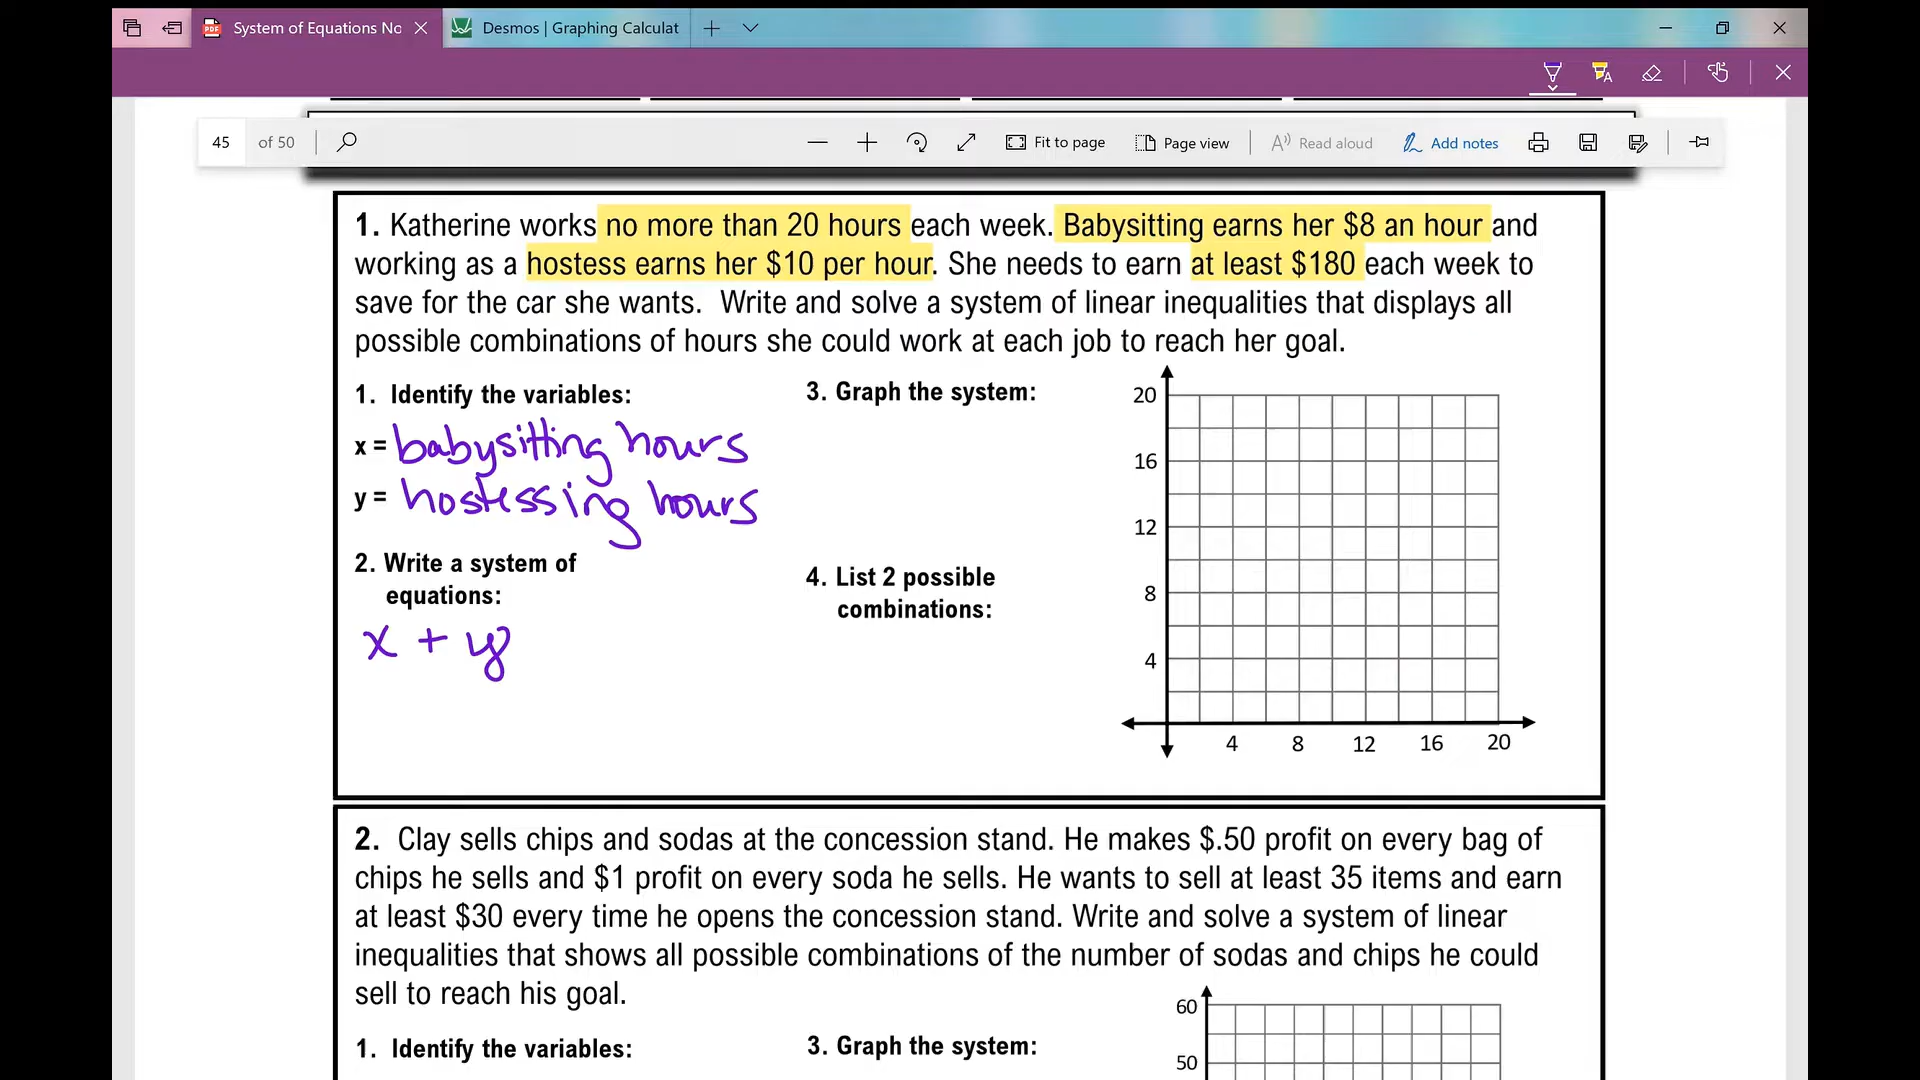 System of Equations No
Desmos | Graphing Calculat
45 of 50
Fit to page
Page view
Read aloud
Add notes
1. Katherine works no more than 20 hours each week. Babysitting earns her $8 an hour and
working as a hostess earns her $10 per hour. She needs to earn at least $180 each week to
save for the car she wants. Write and solve a system of linear inequalities that displays all
possible combinations of hours she could work at each job to reach her goal.
1. Identify the variables:
x = babysitting hours
y = hostessing hours
2. Write a system of
equations:
x + y
3. Graph the system:
4. List 2 possible
combinations:
20
16
12
8
4
4 8 12 16 20
2. Clay sells chips and sodas at the concession stand. He makes $.50 profit on every bag of
chips he sells and $1 profit on every soda he sells. He wants to sell at least 35 items and earn
at least $30 every time he opens the concession stand. Write and solve a system of linear
inequalities that shows all possible combinations of the number of sodas and chips he could
sell to reach his goal.
1. Identify the variables:
3. Graph the system:
60
50